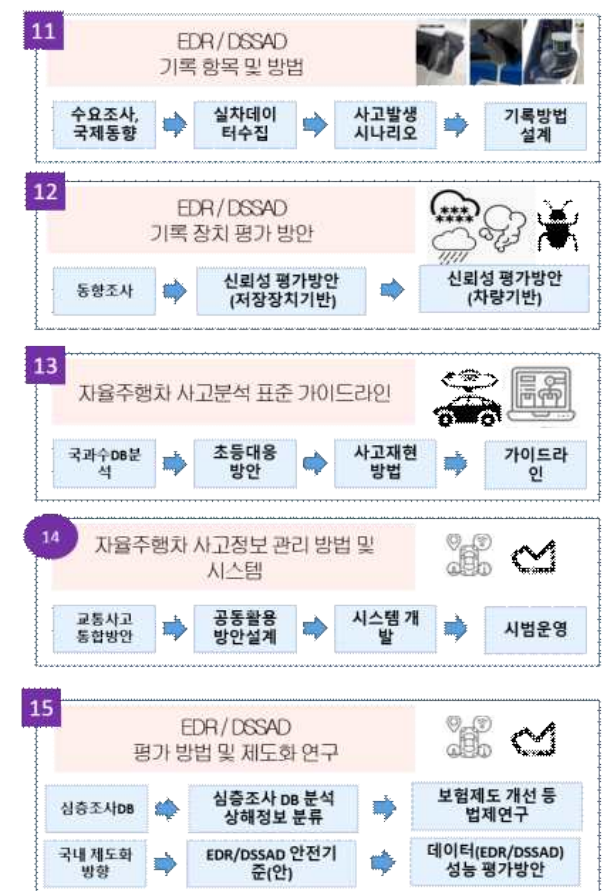 11
EDR / DSSAD
기록 항목 및 방법
수요조사,
국제동향
실차데이
터수집
사고발생
시나리오
기록방법
설계
12
EDR / DSSAD
기록 장치 평가 방안
동향조사
신뢰성 평가방안
(저장장치기반)
신뢰성 평가방안
(차량기반)
13
자율주행차 사고분석 표준 가이드라인
국과수DB분
석
초등대응
방안
사고재현
방법
가이드라
인
14
자율주행차 사고정보 관리 방법 및
시스템
교통사고
통합방안
공동활용
방안설계
시스템 개
발
시범운영
15
EDR / DSSAD
평가 방법 및 제도화 연구
심층조사DB
심층조사 DB 분석
상해정보 분류
보험제도 개선 등
법제연구
국내 제도화
방향
EDR/DSSAD 안전기
준(안)
데이터(EDR/DSSAD)
성능 평가방안